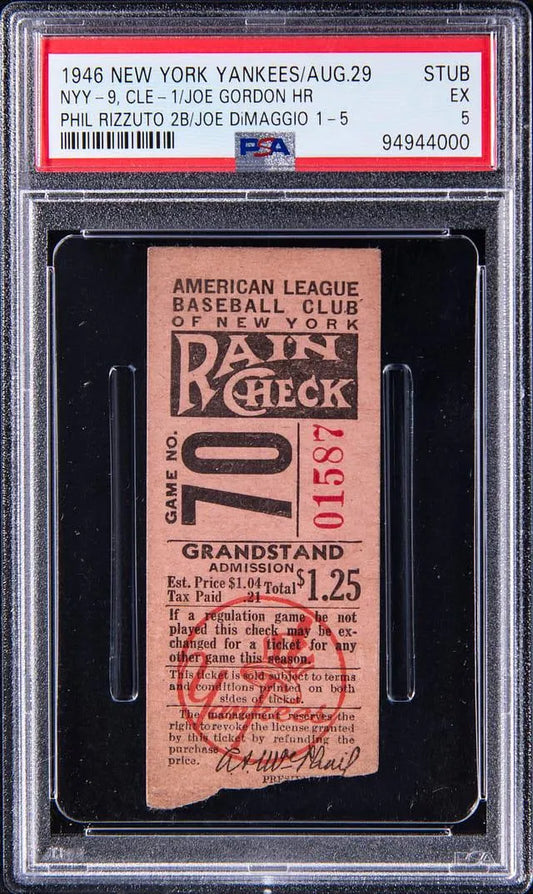 1946 NEW YORK YANKEES/AUG.29 STUB
NYY-9, CLE-1/JOE GORDON HR EX
PHIL RIZZUTO 2B/JOE DiMAGGIO 1-5 5
PSA 94944000
AMERICAN LEAGUE
BASEBALL CLUB
OF NEW YORK
RAIN
CHECK
GAME NO.
70
01587
GRANDSTAND
ADMISSION
Est. Price $1.04 Total $1.25
Tax Paid .21
If a regulation game be not
played this check may be ex-
changed for a ticket for any
other game this season.
This ticket is sold subject to terms
and conditions printed on both
sides of ticket.
Yankees
The management reserves the
right to revoke the license granted
by this ticket by refunding the
purchase
price.
PRESI
PSA